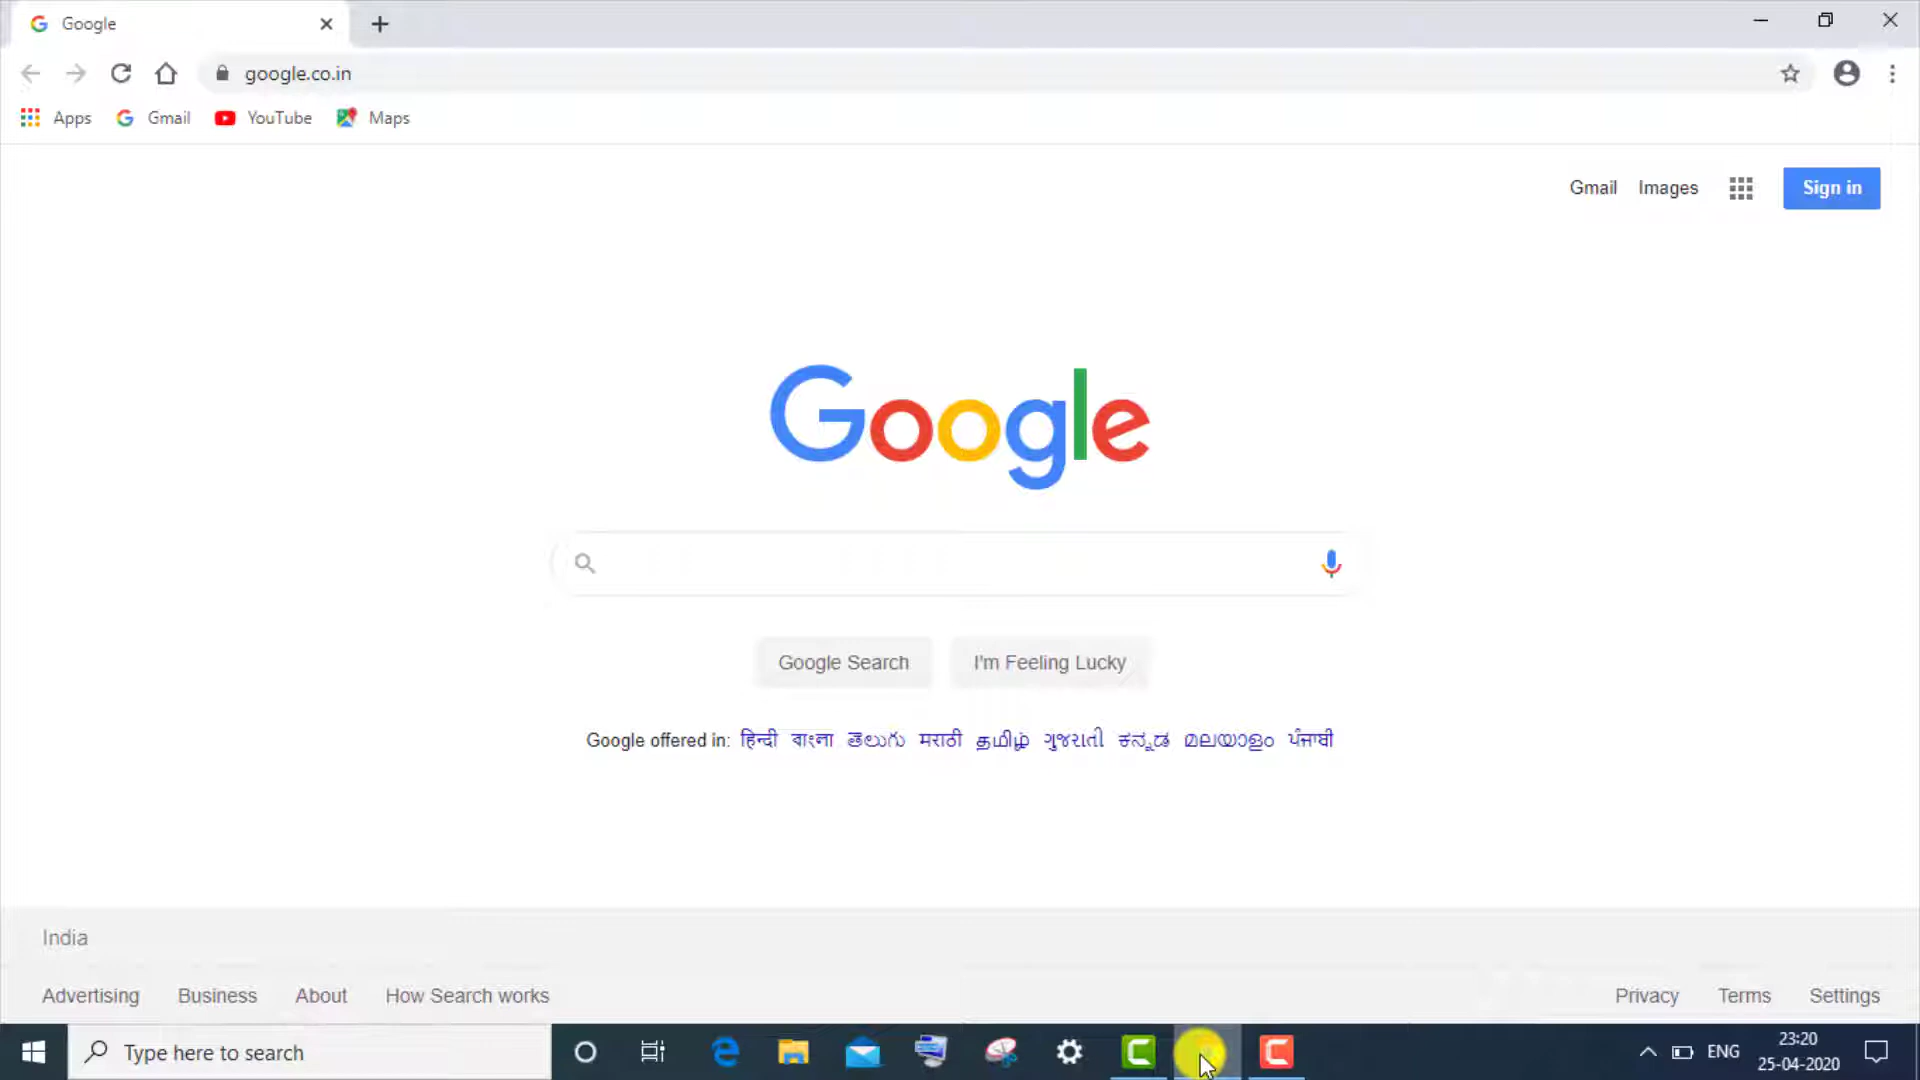 Google
google.co.in
Apps Gmail YouTube Maps
Gmail Images Sign in
Google
Google Search I'm Feeling Lucky
Google offered in: हिन्दी বাংলা తెలుగు मराठी தமிழ் ગુજરાતી ಕನ್ನಡ മലയാളം ਪੰਜਾਬੀ
India
Advertising Business About How Search works Privacy Terms Settings
Type here to search ENG 23:20
25-04-2020